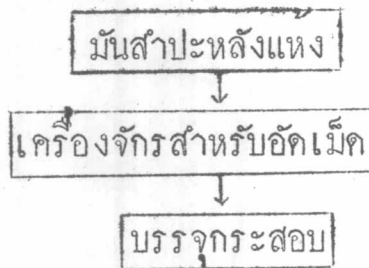 มันสำปะหลังแห่ง
เครื่องจักรสำหรับอัดเม็ด
บรรจุกระสอบ